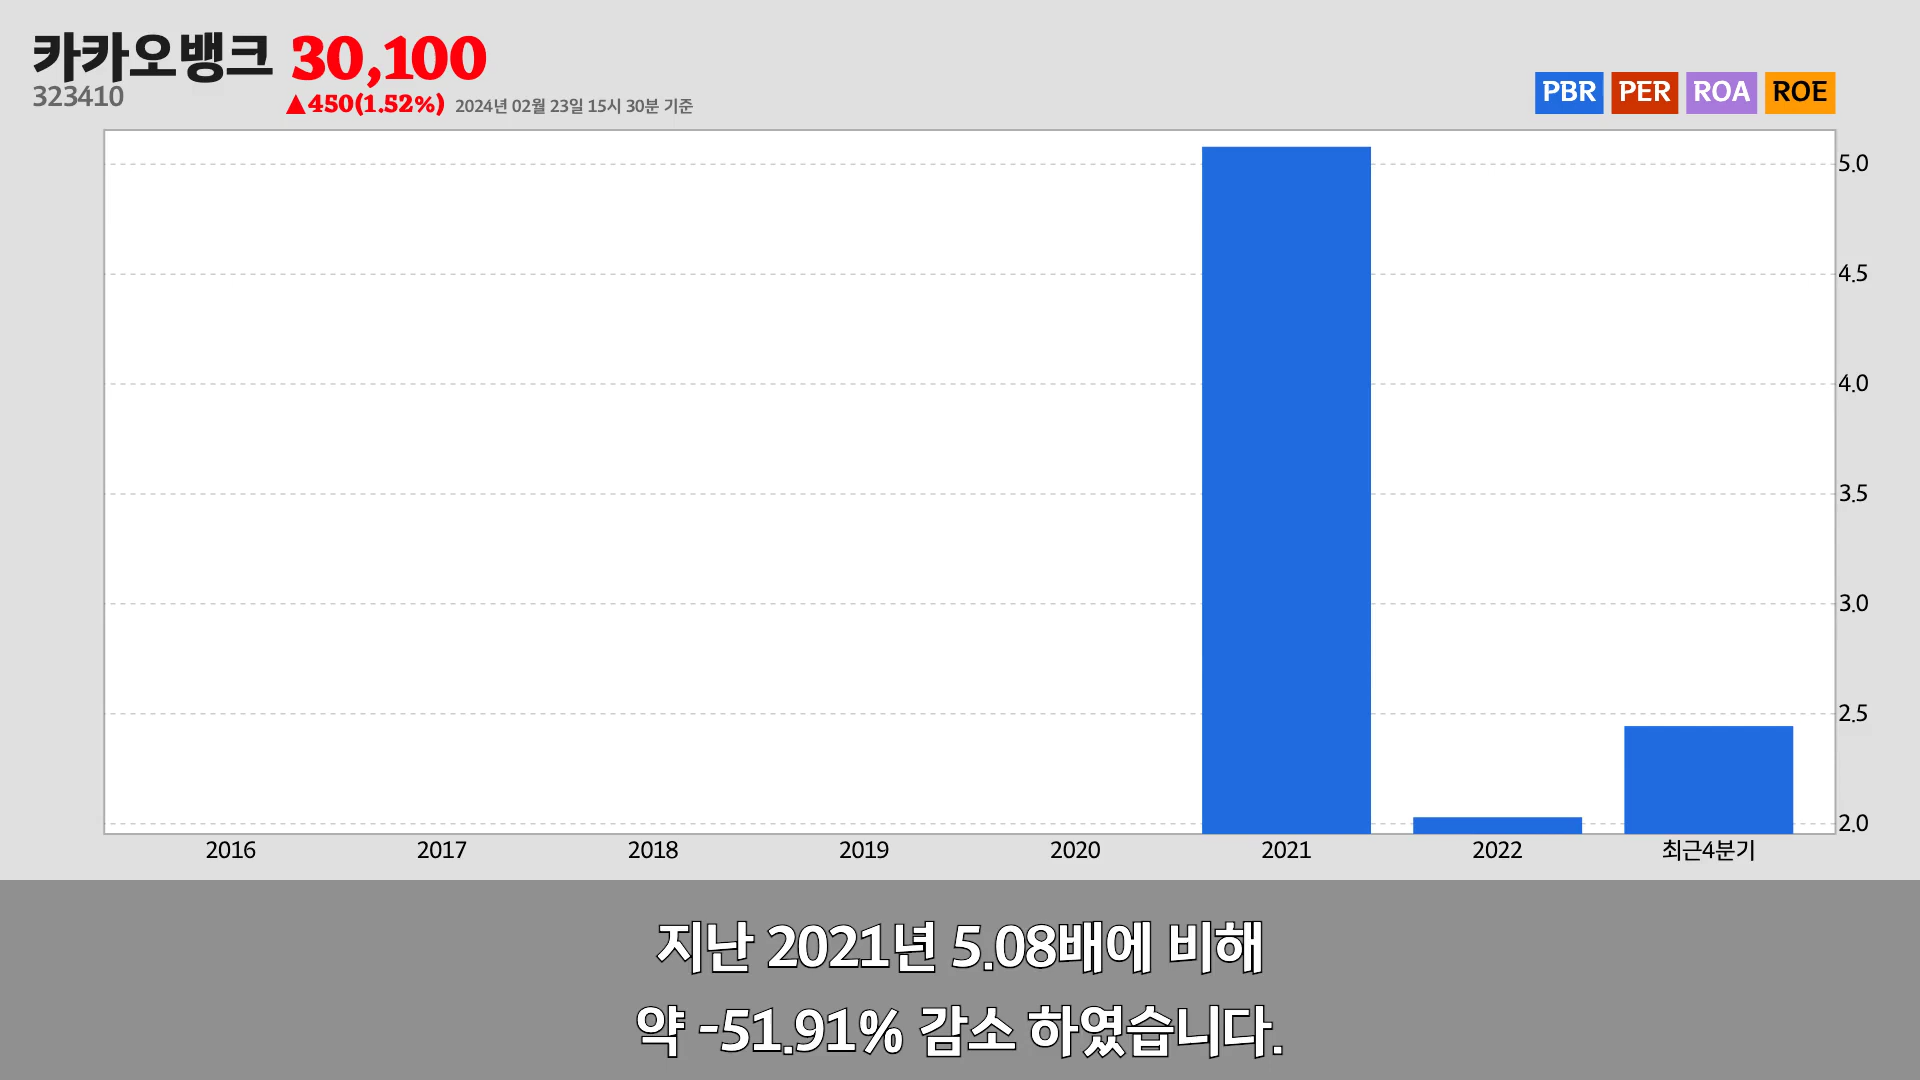 카카오뱅크 30,100
323410
▲450(1.52%) 2024년 02월 23일 15시 30분 기준
PBR PER ROA ROE
5.0
4.5
4.0
3.5
3.0
2.5
2.0
2016 2017 2018 2019 2020 2021 2022 최근4분기
지난 2021년 5.08배에 비해
약 -51.91% 감소 하였습니다.